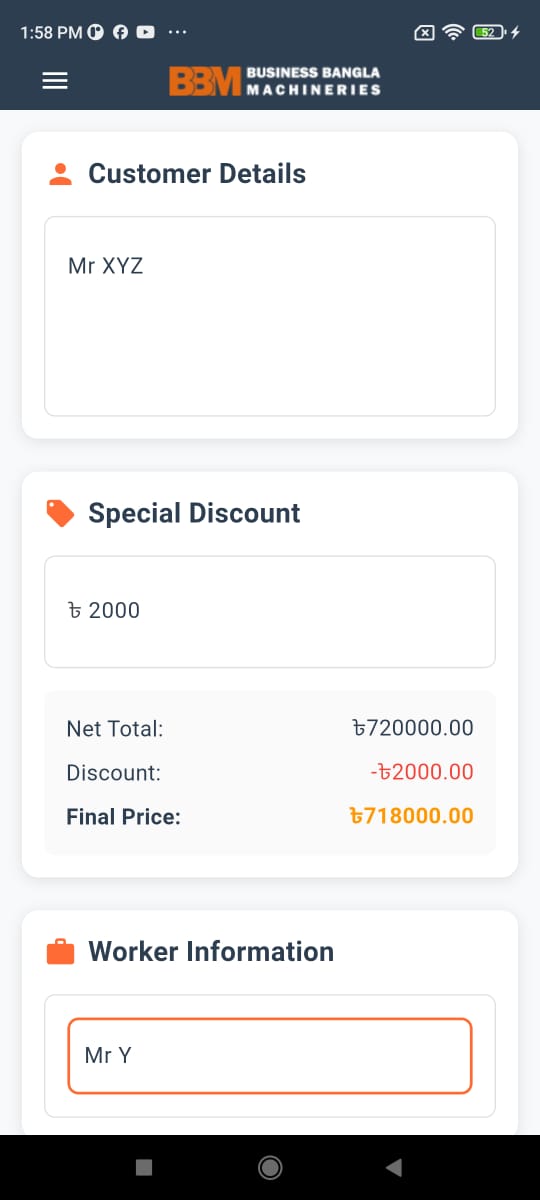 1:58 PM
52
BBM BUSINESS BANGLA
MACHINERIES
Customer Details
Mr XYZ
Special Discount
৳ 2000
Net Total: ৳720000.00
Discount: -৳2000.00
Final Price: ৳718000.00
Worker Information
Mr Y